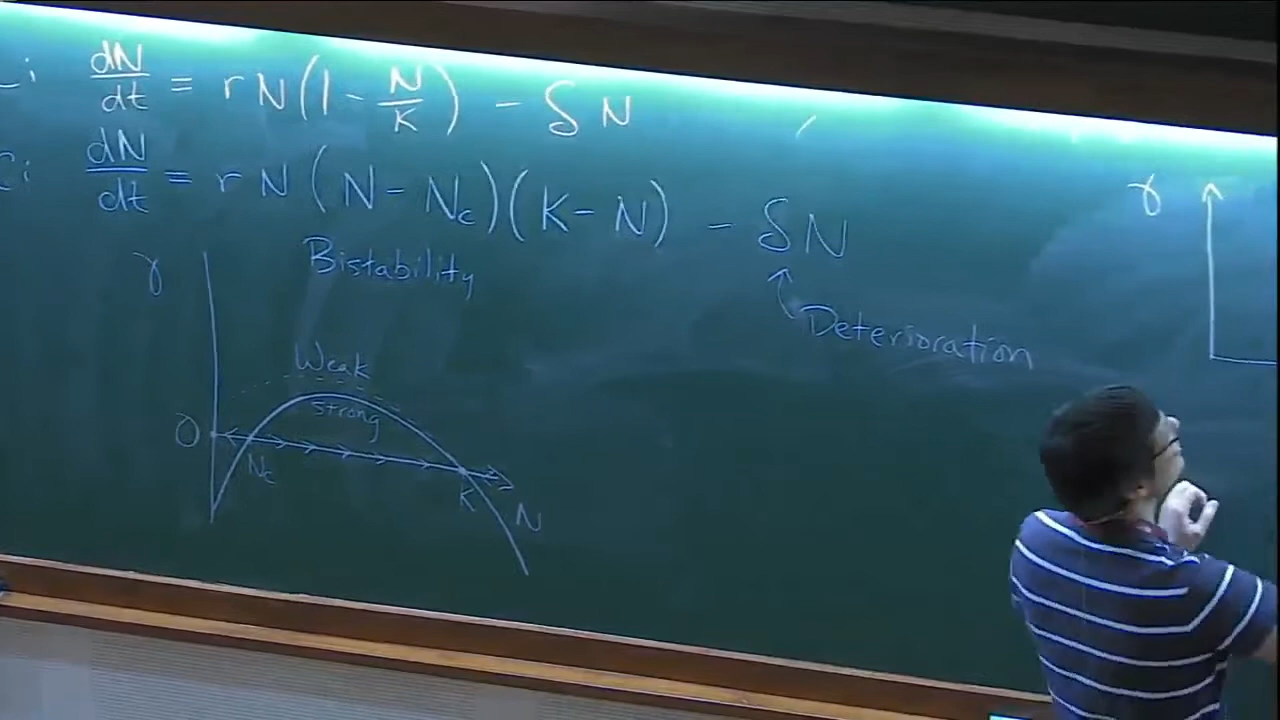 i dN/dt = rN(1 - N/K) - δN
i dN/dt = rN(N - Nc)(K - N) - δN
γ
Bistability
γ
Deterioration
Weak
Strong
0
Nc
K
N